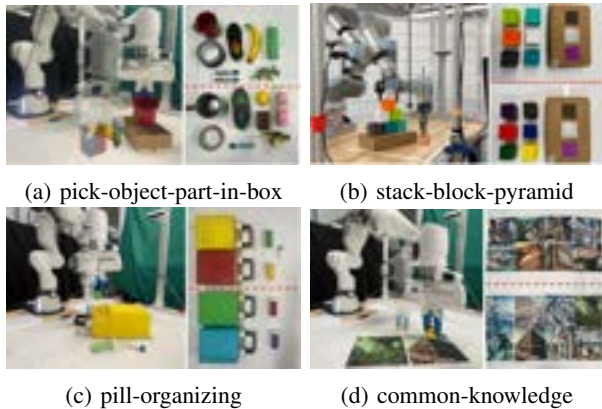 (a) pick-object-part-in-box
(b) stack-block-pyramid
(c) pill-organizing
(d) common-knowledge